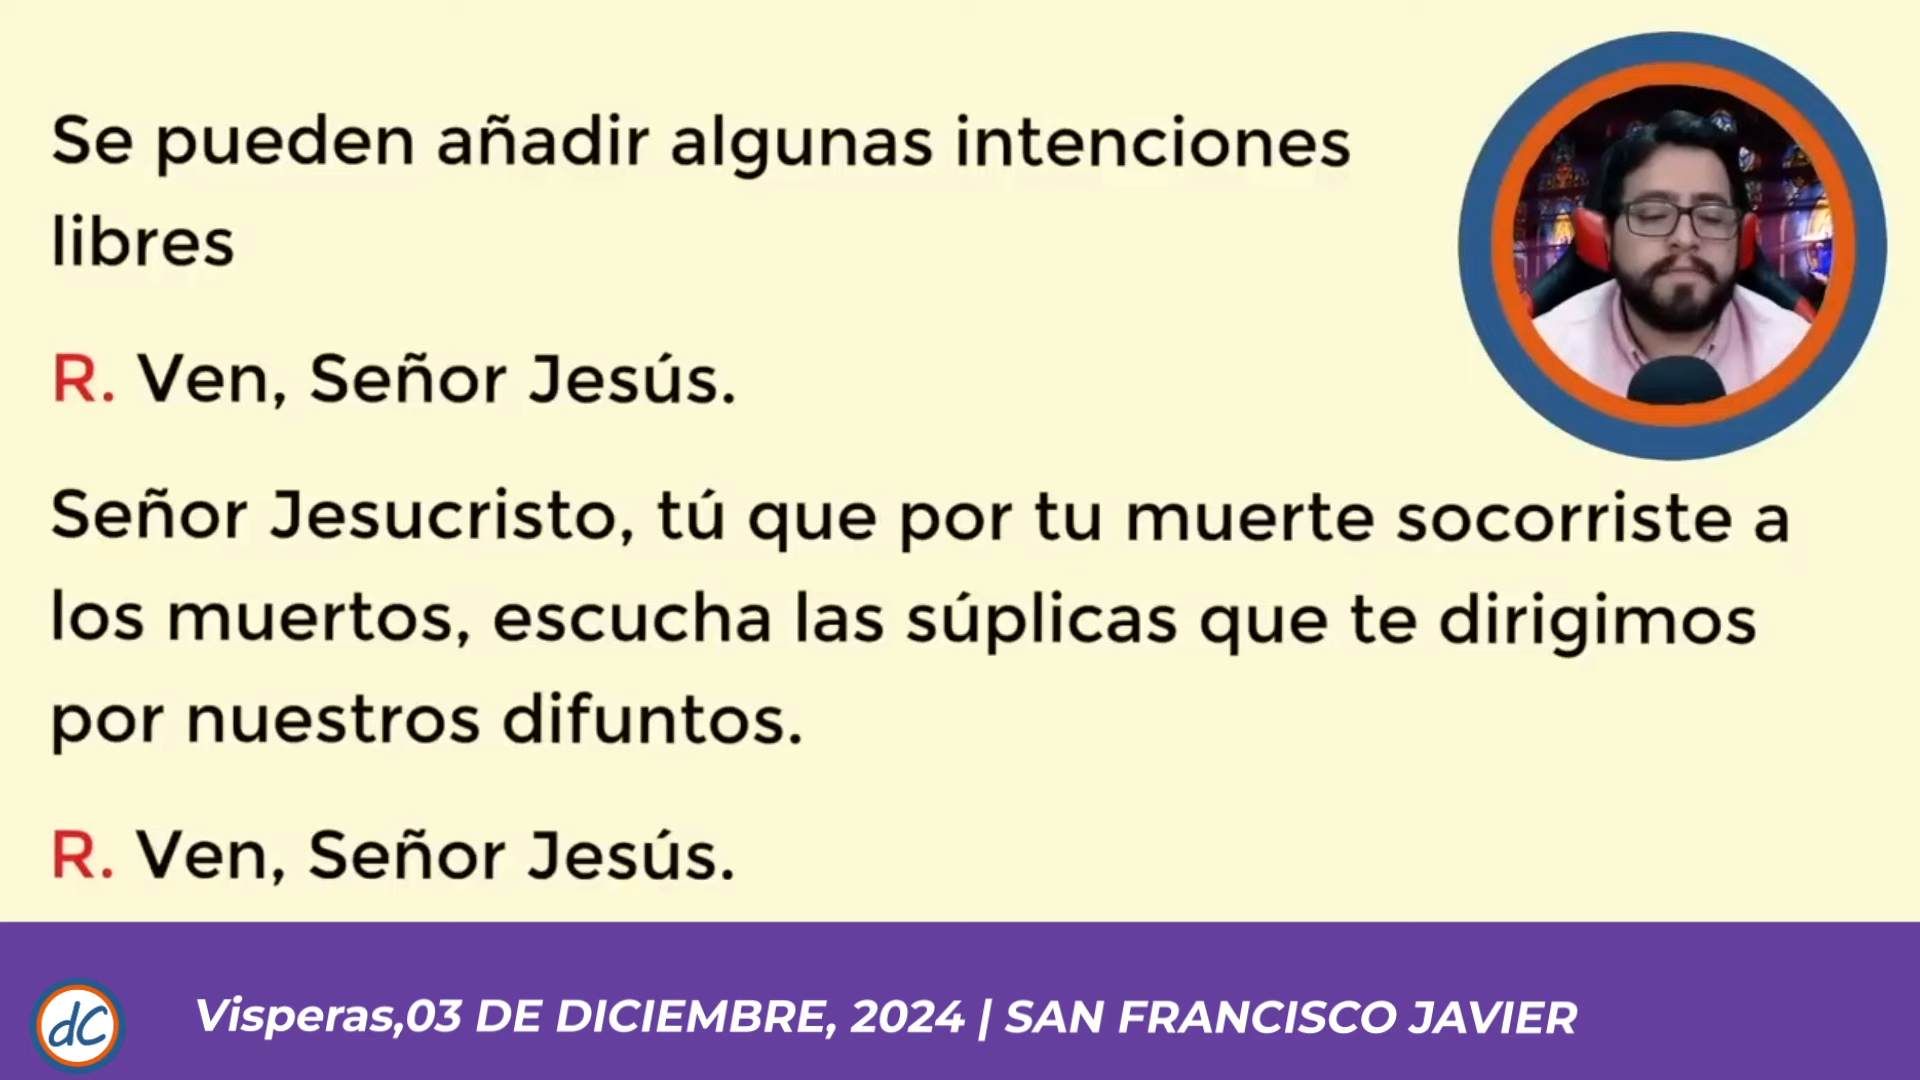 Se pueden añadir algunas intenciones
libres
R. Ven, Señor Jesús.
Señor Jesucristo, tú que por tu muerte socorriste a
los muertos, escucha las súplicas que te dirigimos
por nuestros difuntos.
R. Ven, Señor Jesús.
dC
Visperas,03 DE DICIEMBRE, 2024 | SAN FRANCISCO JAVIER